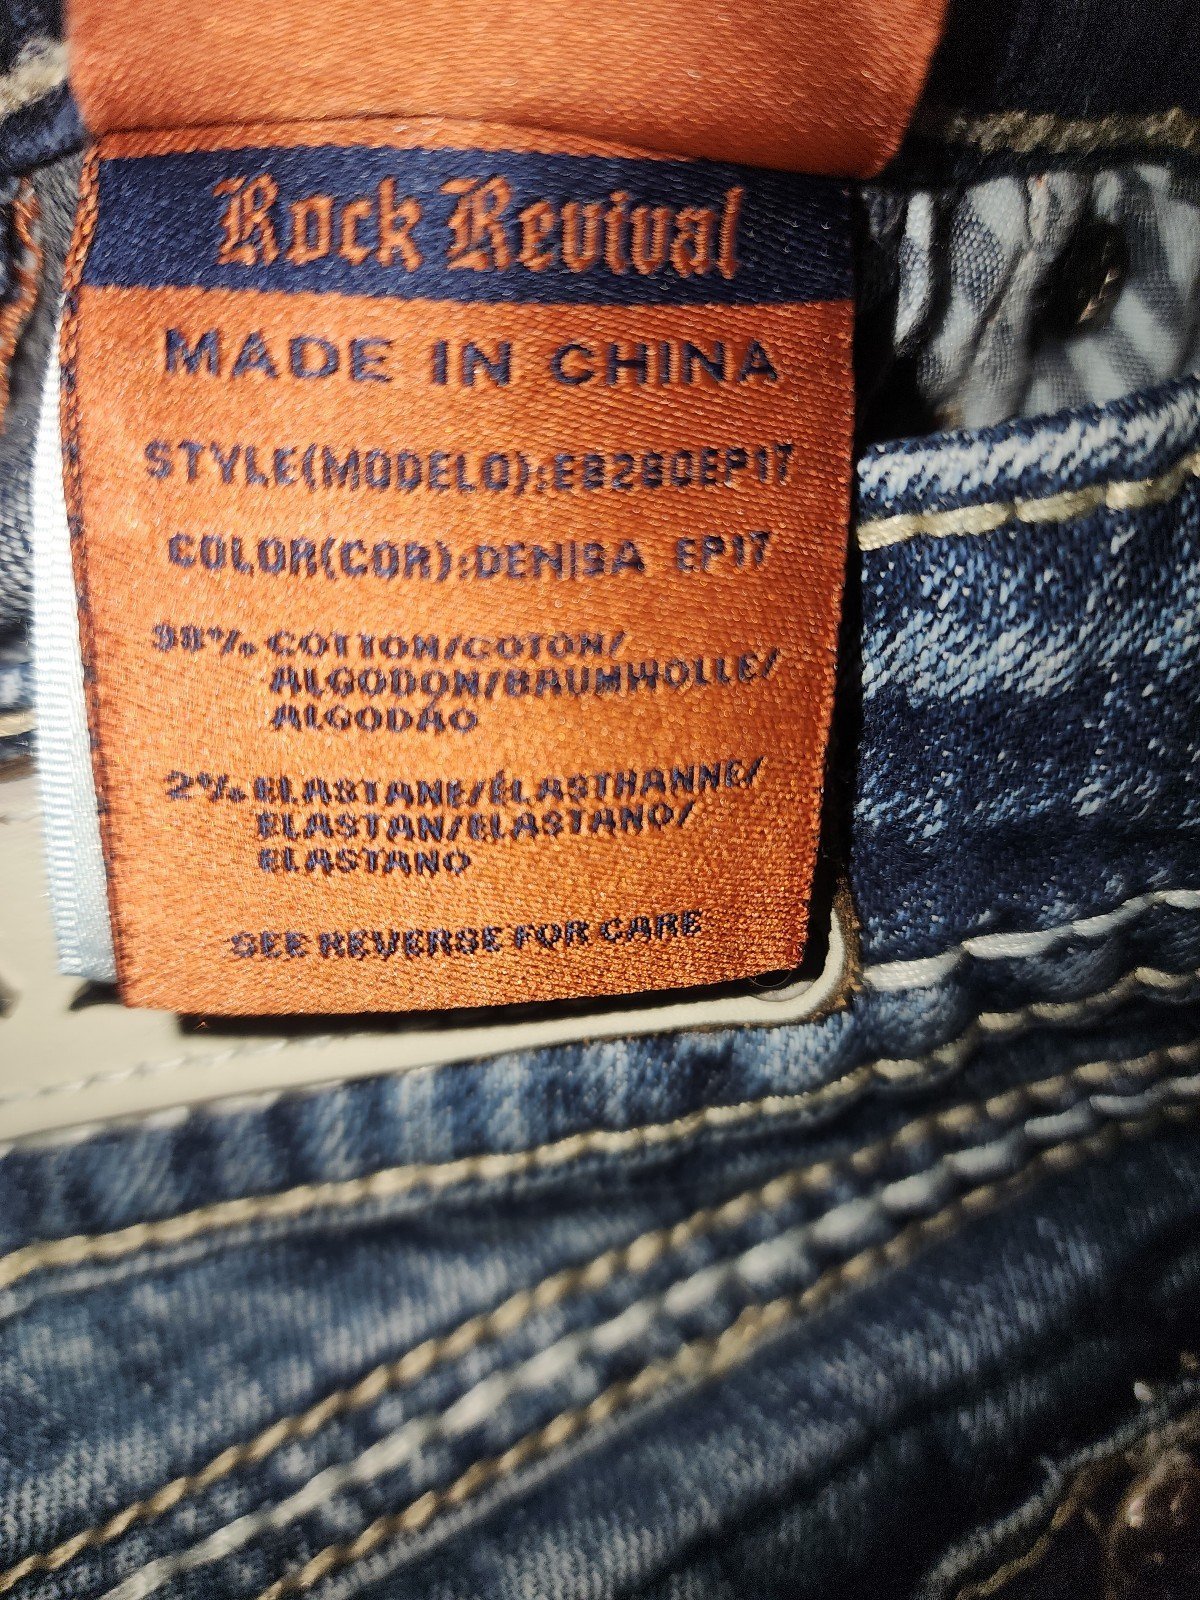 Rock Revival
MADE IN CHINA
STYLE(MODELO):EB280EP17
COLOR(COR):DENISA EP17
98% COTTON/COTON/
ALGODON/BAUMWOLLE/
ALGODÃO
2% ELASTANE/ÉLASTHANNE/
ELASTAN/ELASTANO/
ELASTANO
SEE REVERSE FOR CARE